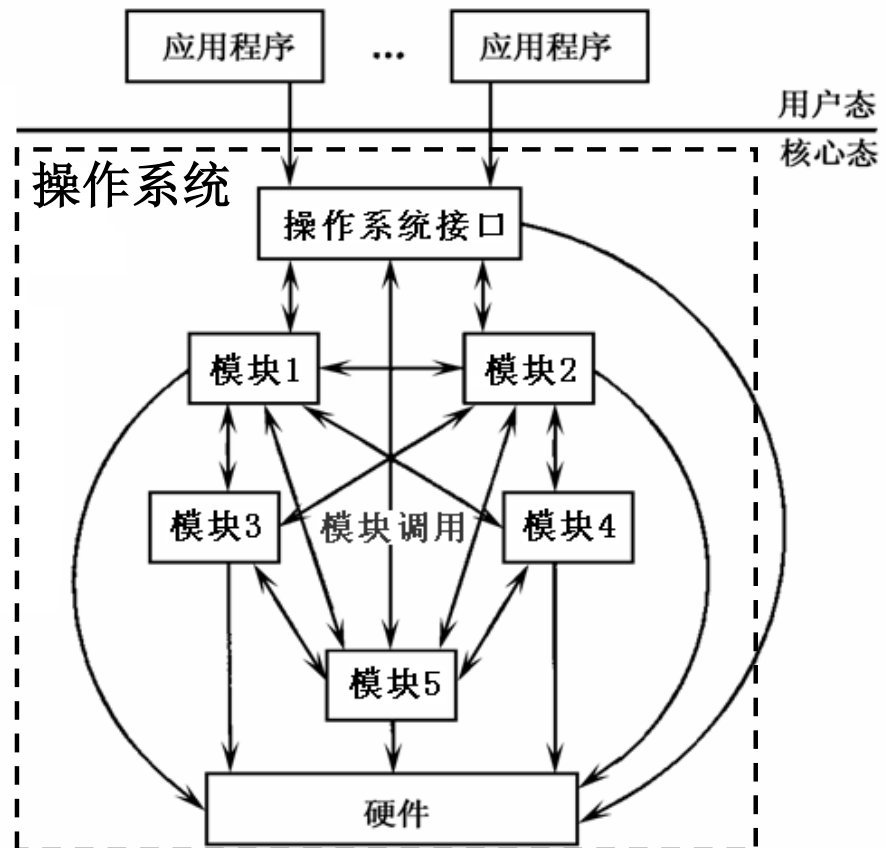 应用程序 … 应用程序
用户态
核心态
操作系统
操作系统接口
模块1 模块2
模块3 模块调用 模块4
模块5
硬件